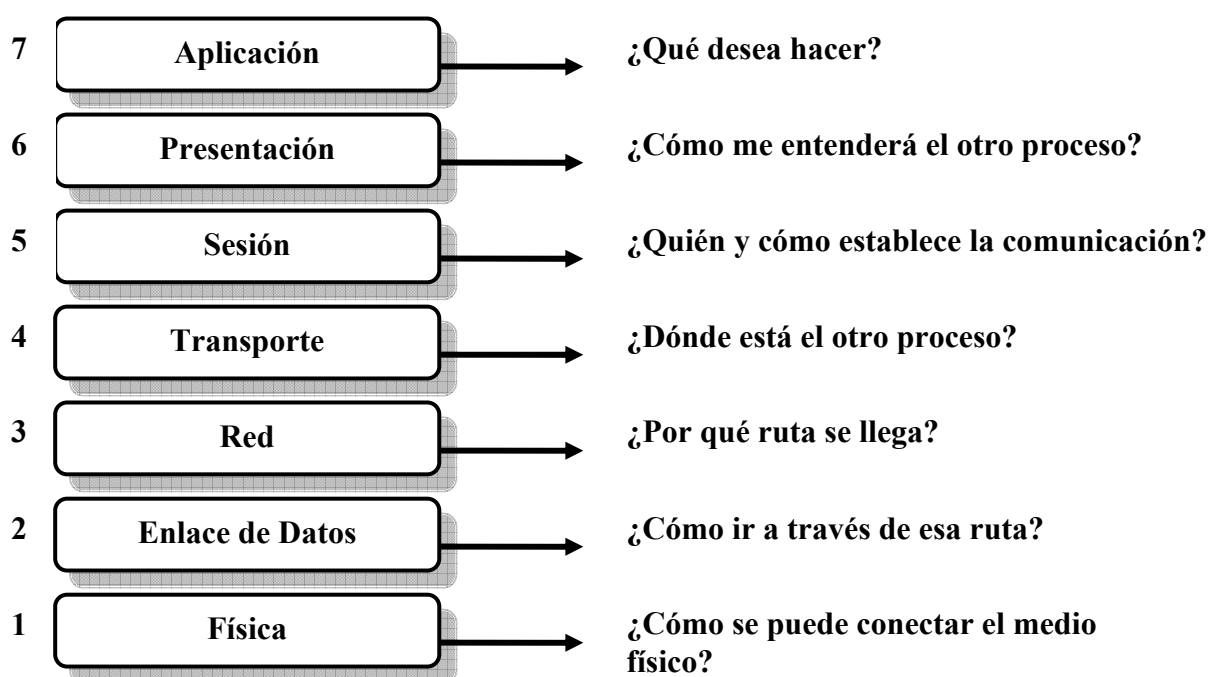 7 Aplicación ¿Qué desea hacer?
6 Presentación ¿Cómo me entenderá el otro proceso?
5 Sesión ¿Quién y cómo establece la comunicación?
4 Transporte ¿Dónde está el otro proceso?
3 Red ¿Por qué ruta se llega?
2 Enlace de Datos ¿Cómo ir a través de esa ruta?
1 Física ¿Cómo se puede conectar el medio
físico?